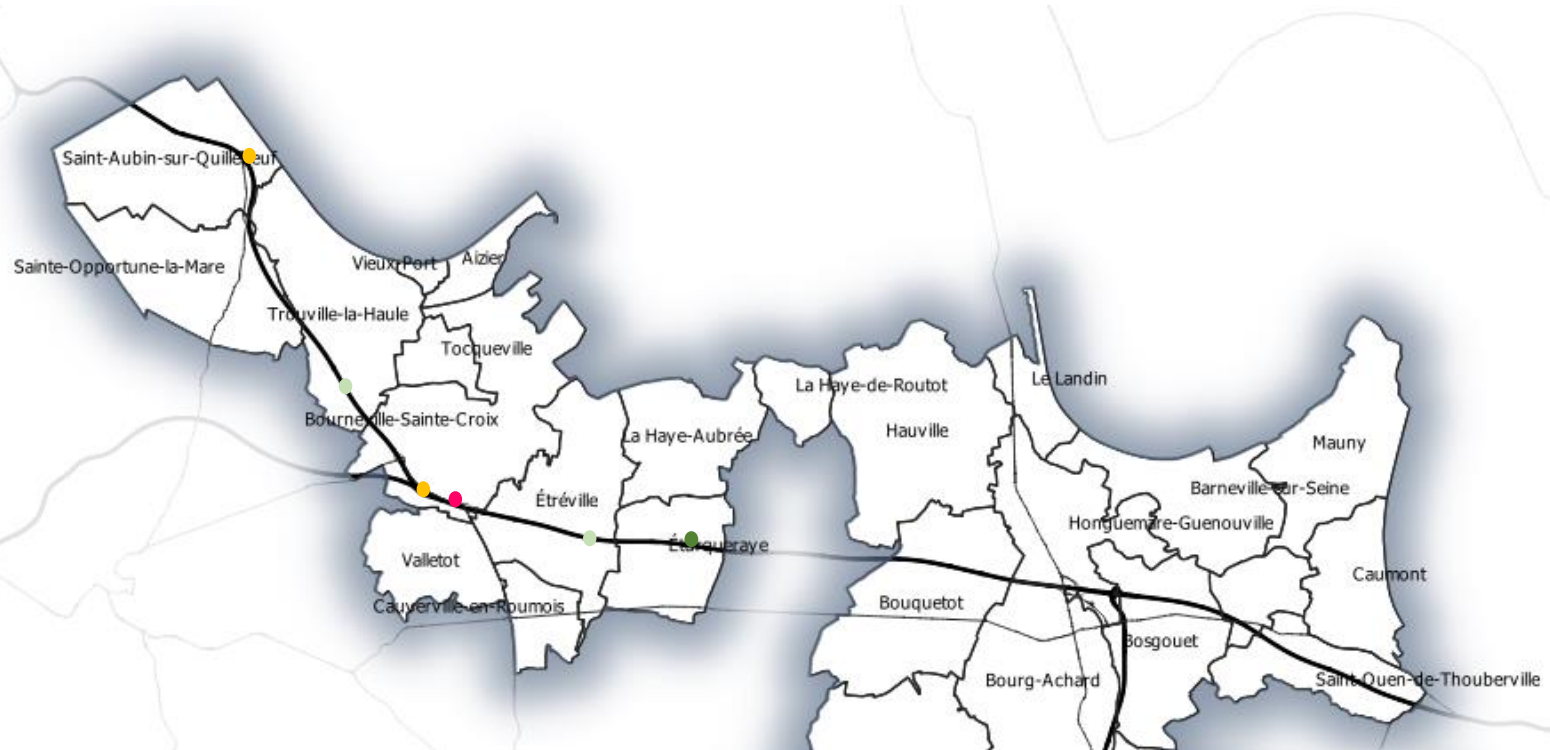 Saint-Aubin-sur-Quillebeuf
Vieux-Port
Aizier
Sainte-Opportune-la-Mare
Trouville-la-Haule
Tocqueville
La Haye-de-Routot
Le Landin
Bourneville-Sainte-Croix
La Haye-Aubrée
Hauville
Mauny
Étréville
Barneville-sur-Seine
Honguemare-Guenouville
Éturqueraye
Valletot
Caumont
Cauverville-en-Roumois
Bouquetot
Bosgouet
Bourg-Achard
Saint-Ouen-de-Thouberville